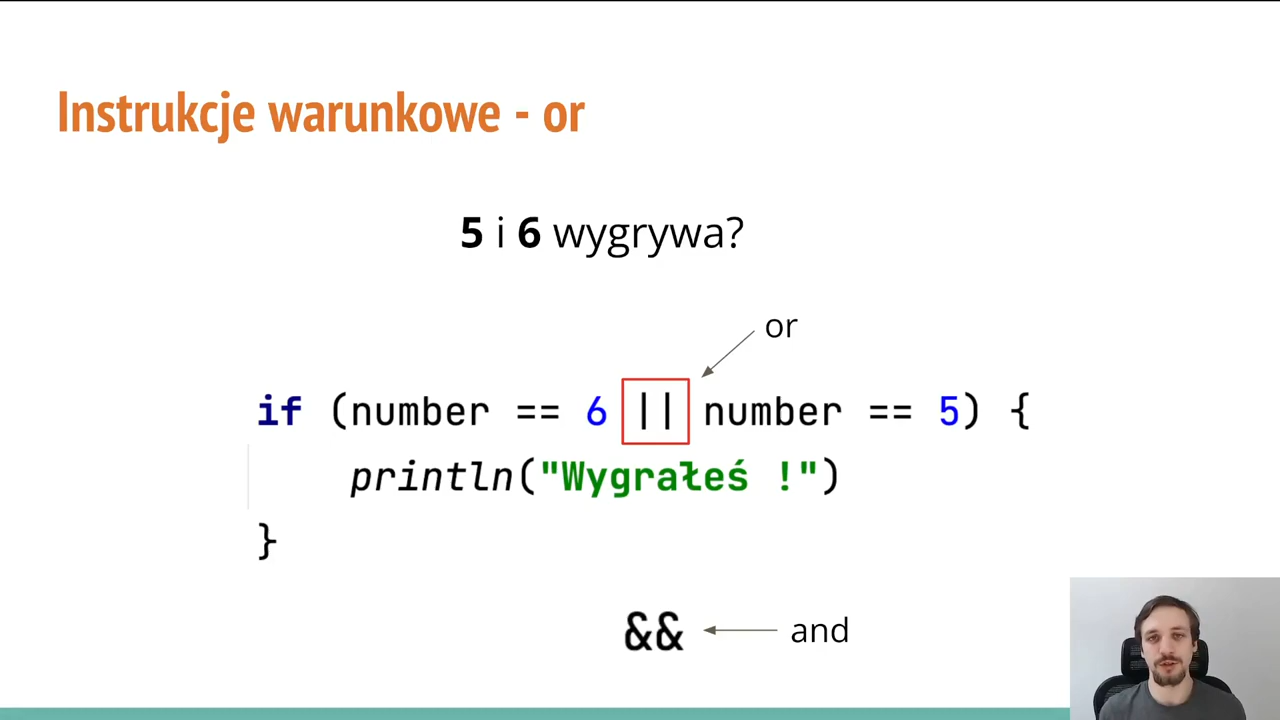 Instrukcje warunkowe - or
5 i 6 wygrywa?
or
if (number == 6 || number == 5) {
println("Wygrałeś !")
}
&& and